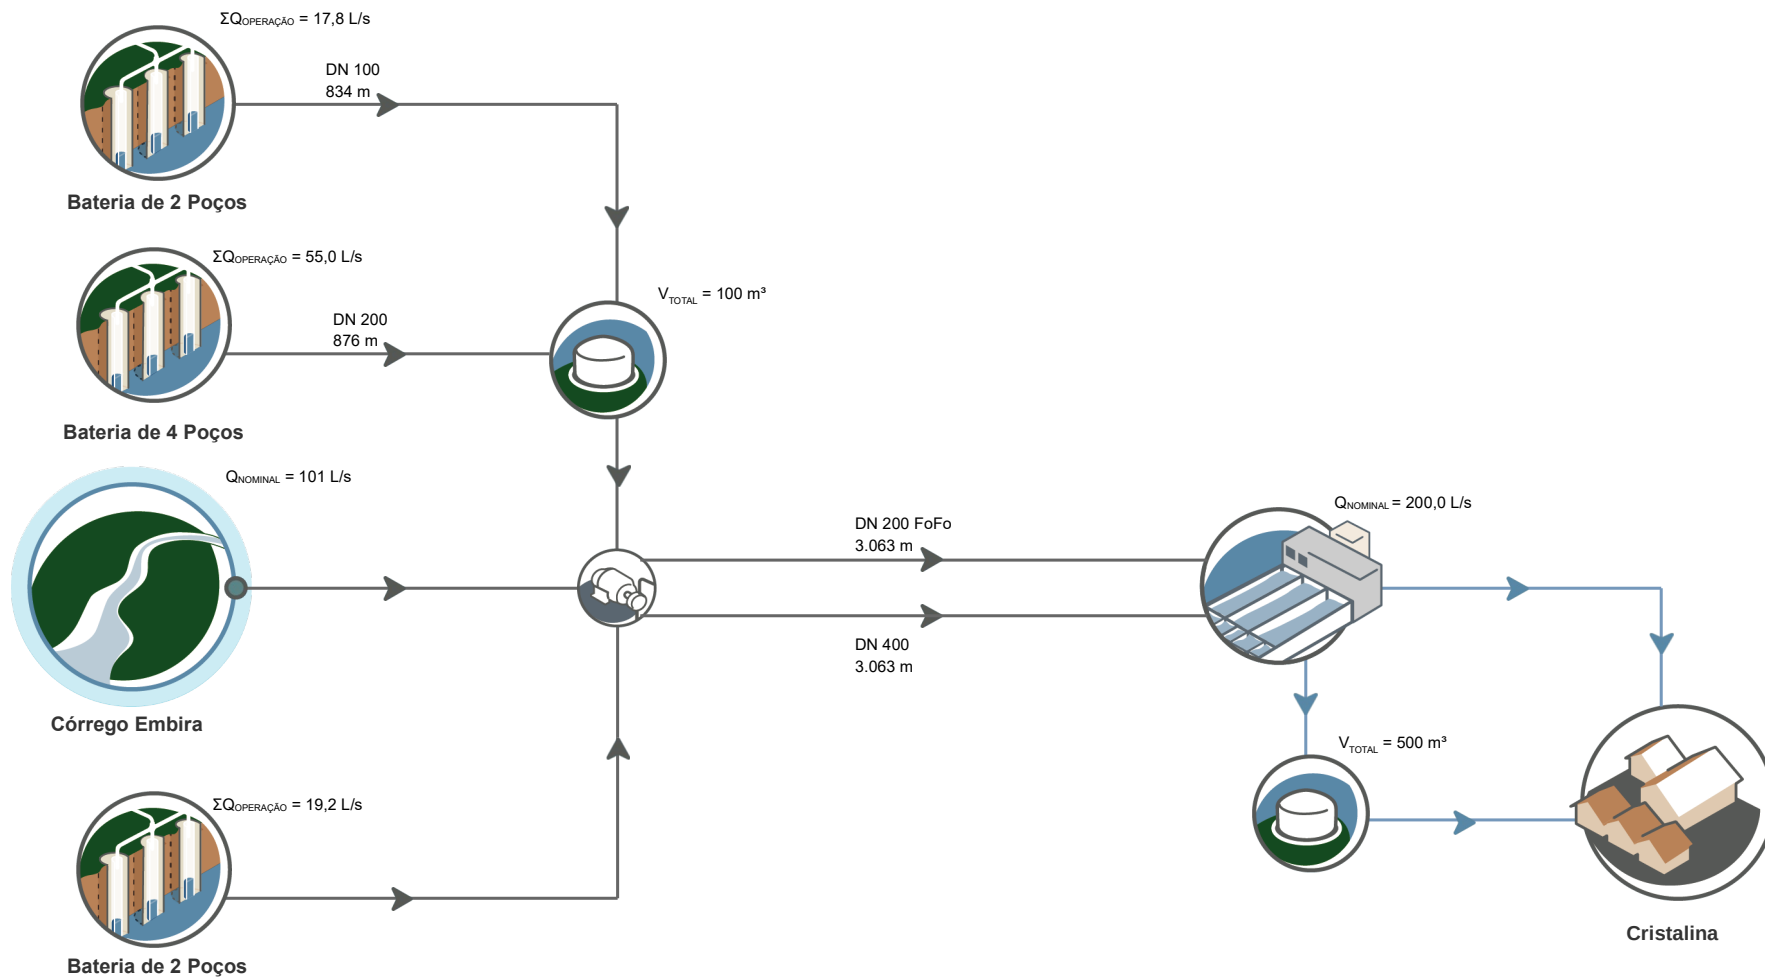 ΣQOPERAÇÃO = 17,8 L/s
DN 100
834 m
Bateria de 2 Poços
ΣQOPERAÇÃO = 55,0 L/s
VTOTAL = 100 m³
DN 200
876 m
Bateria de 4 Poços
QNOMINAL = 101 L/s
QNOMINAL = 200,0 L/s
DN 200 FoFo
3.063 m
DN 400
3.063 m
Córrego Embira
VTOTAL = 500 m³
ΣQOPERAÇÃO = 19,2 L/s
Cristalina
Bateria de 2 Poços